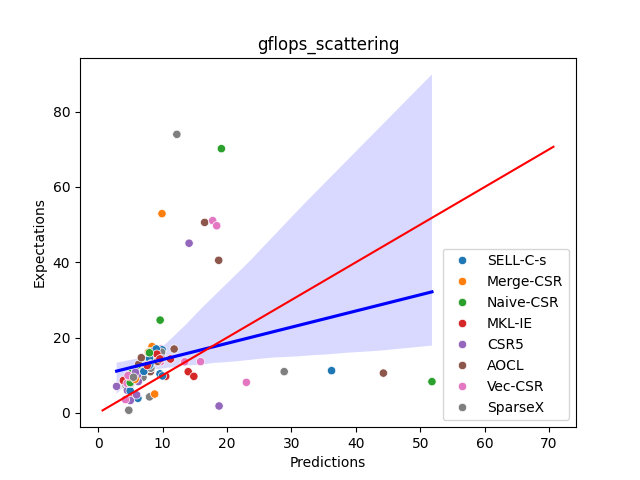 gflops_scattering
Expectations
80
60
40
20
0
0 10 20 30 40 50 60 70
Predictions
SELL-C-s
Merge-CSR
Naive-CSR
MKL-IE
CSR5
AOCL
Vec-CSR
SparseX